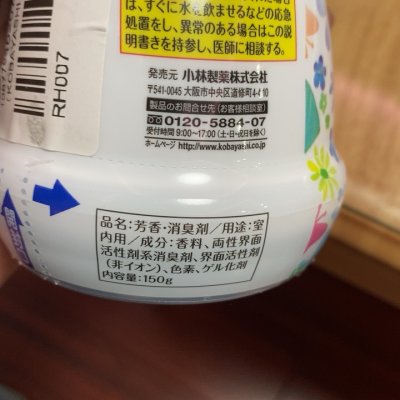 は、すぐに水を飲ませるなどの応急
処置をし、異常のある場合はこの説
明書きを持参し、医師に相談する。
発売元 小林製薬株式会社
〒541-0045 大阪市中央区道修町4-4-10
製品のお問合せ先(お客様相談室)
0120-5884-07
受付時間 9:00~17:00(土・日・祝日を除く)
ホームページ http://www.kobayashi.co.jp
RH007
品名:芳香・消臭剤/用途:室
内用/成分:香料、両性界面
活性剤系消臭剤、界面活性剤
(非イオン)、色素、ゲル化剤
内容量:150g